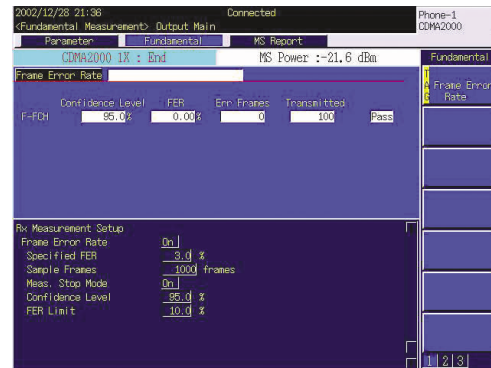 2002/12/28 21:36 Connected Phone-1
<Fundamental Measurement> Output Main CDMA2000
Parameter Fundamental MS Report
CDMA2000 1X : End MS Power :-21.6 dBm Fundamental
Frame Error Rate
TAG Frame Error Rate
Confidence Level FER Err Frames Transmitted
F-FCH 95.0% 0.00% 0 100 Pass
Rx Measurement Setup
Frame Error Rate On
Specified FER 3.0 %
Sample Frames 1000 frames
Meas. Stop Mode On
Confidence Level 95.0 %
FER Limit 10.0 %
1 2 3